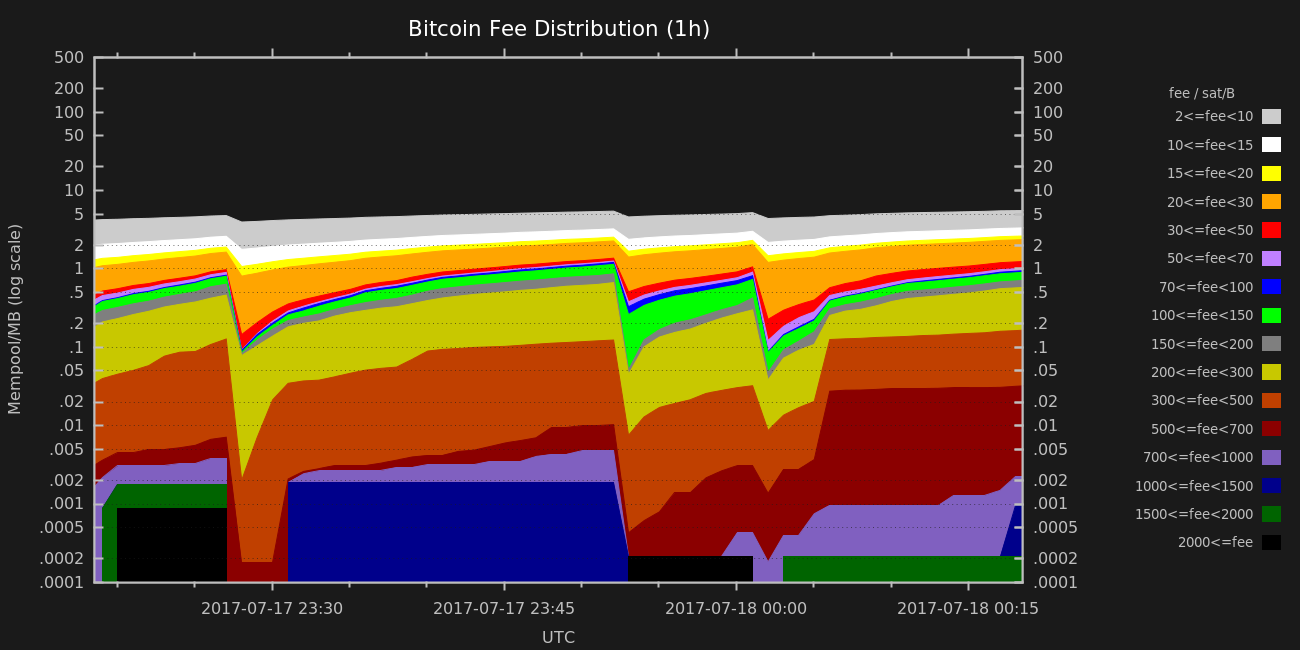 Bitcoin Fee Distribution (1h)
Mempool/MB (log scale)
500
200
100
50
20
10
5
2
1
.5
.2
.1
.05
.02
.01
.005
.002
.001
.0005
.0002
.0001
500
200
100
50
20
10
5
2
1
.5
.2
.1
.05
.02
.01
.005
.002
.001
.0005
.0002
.0001
2017-07-17 23:30
2017-07-17 23:45
2017-07-18 00:00
2017-07-18 00:15
UTC
fee / sat/B
2<=fee<10
10<=fee<15
15<=fee<20
20<=fee<30
30<=fee<50
50<=fee<70
70<=fee<100
100<=fee<150
150<=fee<200
200<=fee<300
300<=fee<500
500<=fee<700
700<=fee<1000
1000<=fee<1500
1500<=fee<2000
2000<=fee